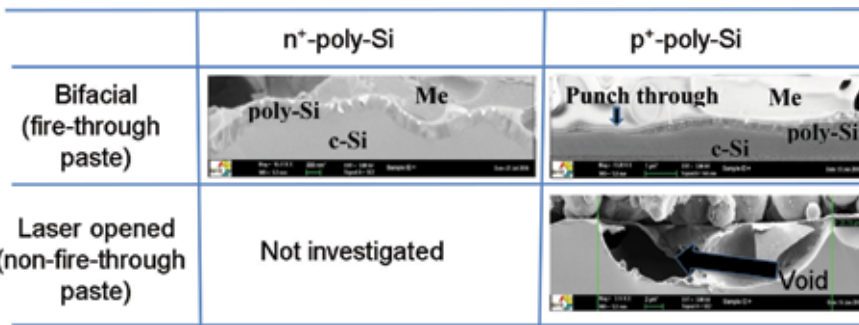 n⁺-poly-Si
p⁺-poly-Si
Bifacial
(fire-through
paste)
Me
poly-Si
c-Si
Punch through
Me
poly-Si
c-Si
Laser opened
(non-fire-through
paste)
Not investigated
Void